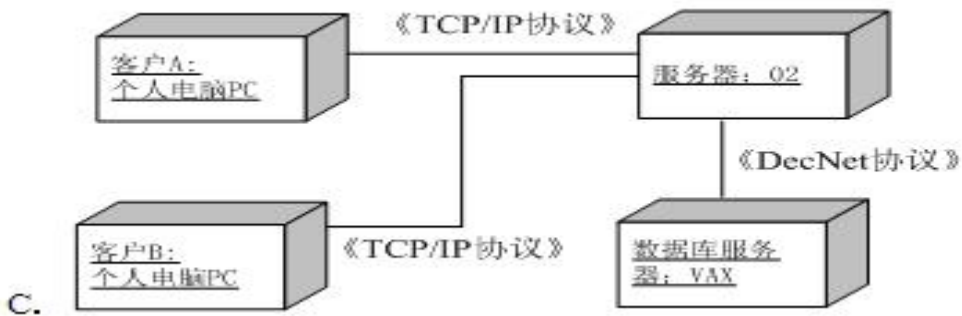 《TCP/IP协议》
客户A:
个人电脑PC
服务器: O2
《DecNet协议》
客户B:
个人电脑PC
《TCP/IP协议》
数据库服务
器: VAX
C.